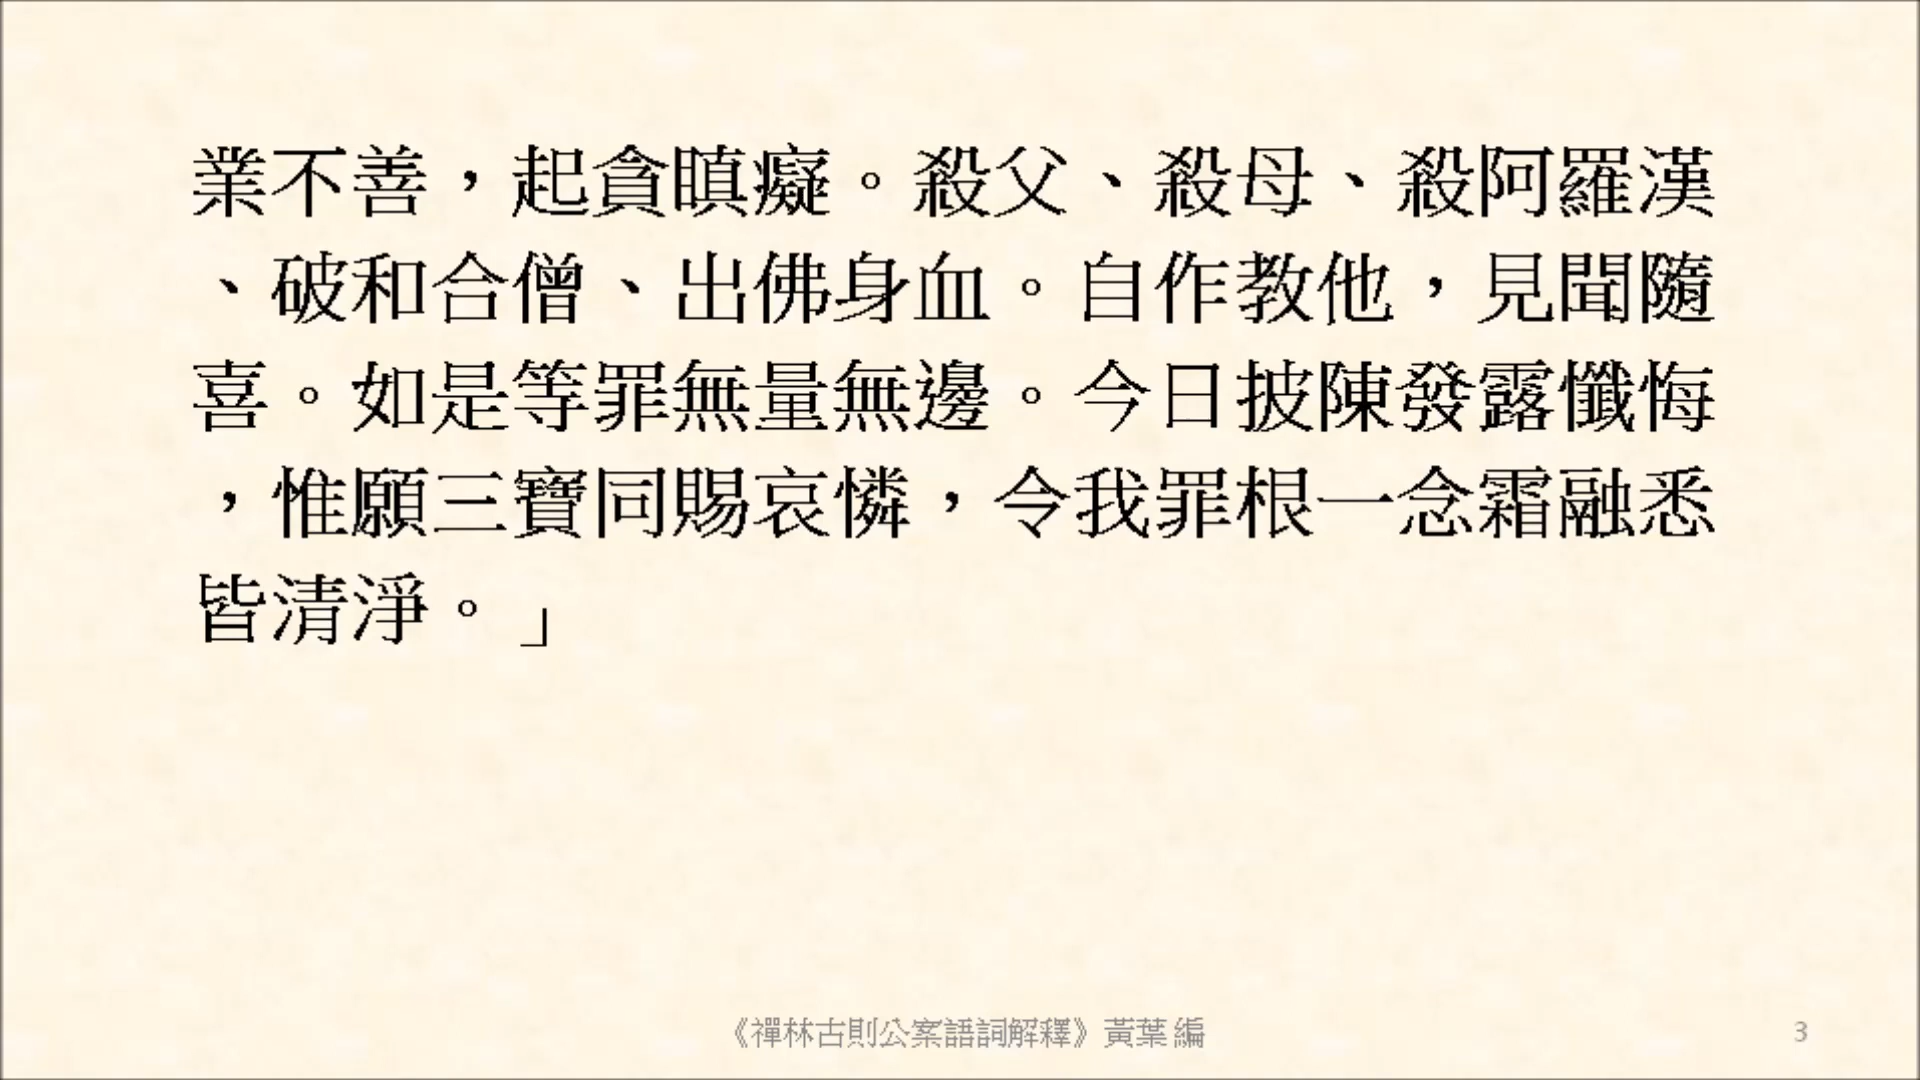 業不善，起貪瞋癡。殺父、殺母、殺阿羅漢
、破和合僧、出佛身血。自作教他，見聞隨
喜。如是等罪無量無邊。今日披陳發露懺悔
，惟願三寶同賜哀憐，令我罪根一念霜融悉
皆清淨。」
《禪林古則公案語詞解釋》黃葉 編
3